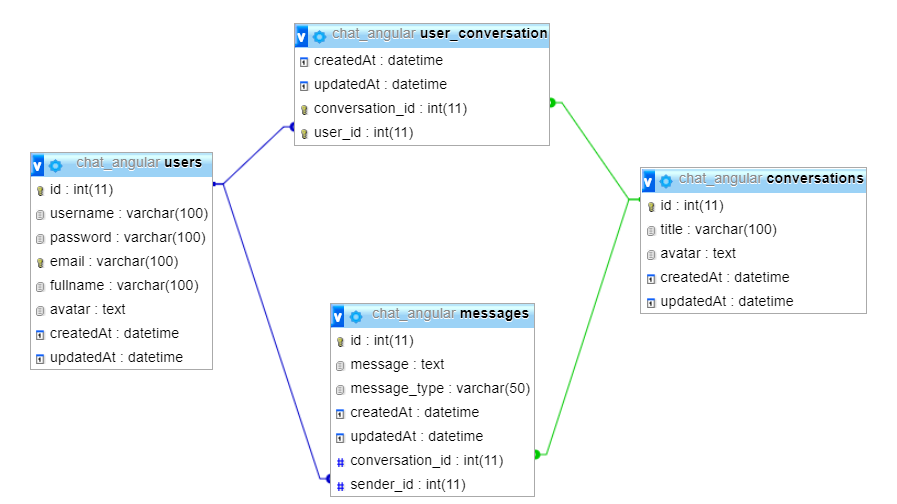 chat_angular user_conversation
createdAt : datetime
updatedAt : datetime
conversation_id : int(11)
user_id : int(11)
chat_angular users
id : int(11)
username : varchar(100)
password : varchar(100)
email : varchar(100)
fullname : varchar(100)
avatar : text
createdAt : datetime
updatedAt : datetime
chat_angular conversations
id : int(11)
title : varchar(100)
avatar : text
createdAt : datetime
updatedAt : datetime
chat_angular messages
id : int(11)
message : text
message_type : varchar(50)
createdAt : datetime
updatedAt : datetime
# conversation_id : int(11)
# sender_id : int(11)